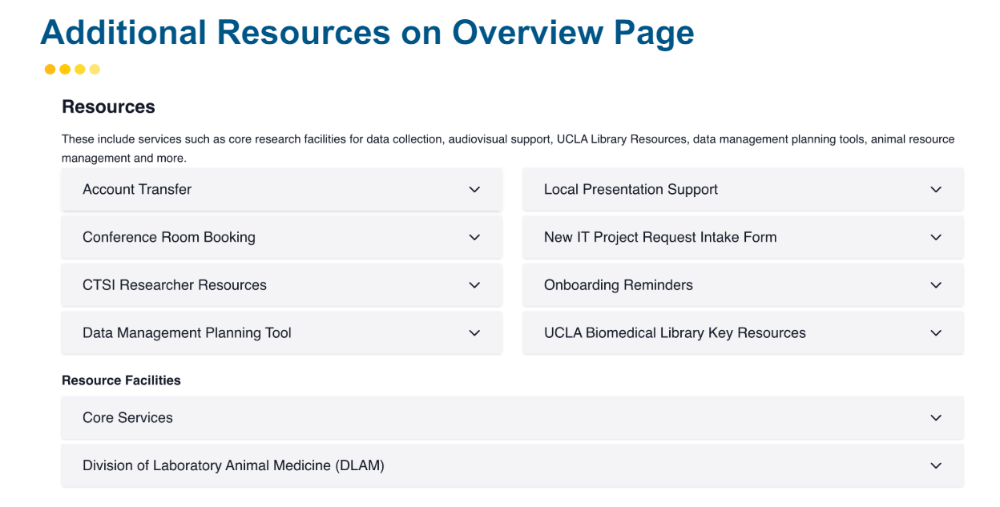 Additional Resources on Overview Page
Resources
These include services such as core research facilities for data collection, audiovisual support, UCLA Library Resources, data management planning tools, animal resource
management and more.
Account Transfer
Local Presentation Support
Conference Room Booking
New IT Project Request Intake Form
CTSI Researcher Resources
Onboarding Reminders
Data Management Planning Tool
UCLA Biomedical Library Key Resources
Resource Facilities
Core Services
Division of Laboratory Animal Medicine (DLAM)